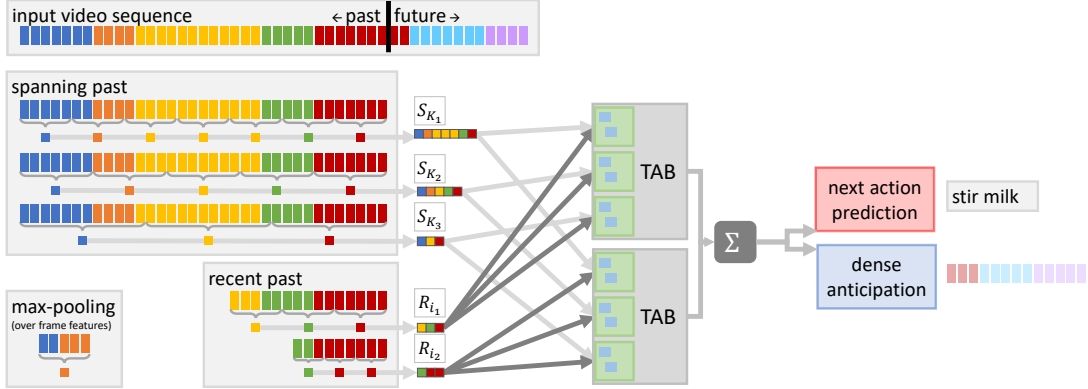 input video sequence
← past
future →
spanning past
S_{K_1}
S_{K_2}
S_{K_3}
recent past
R_{i_1}
R_{i_2}
max-pooling
(over frame features)
TAB
TAB
Σ
next action
prediction
stir milk
dense
anticipation